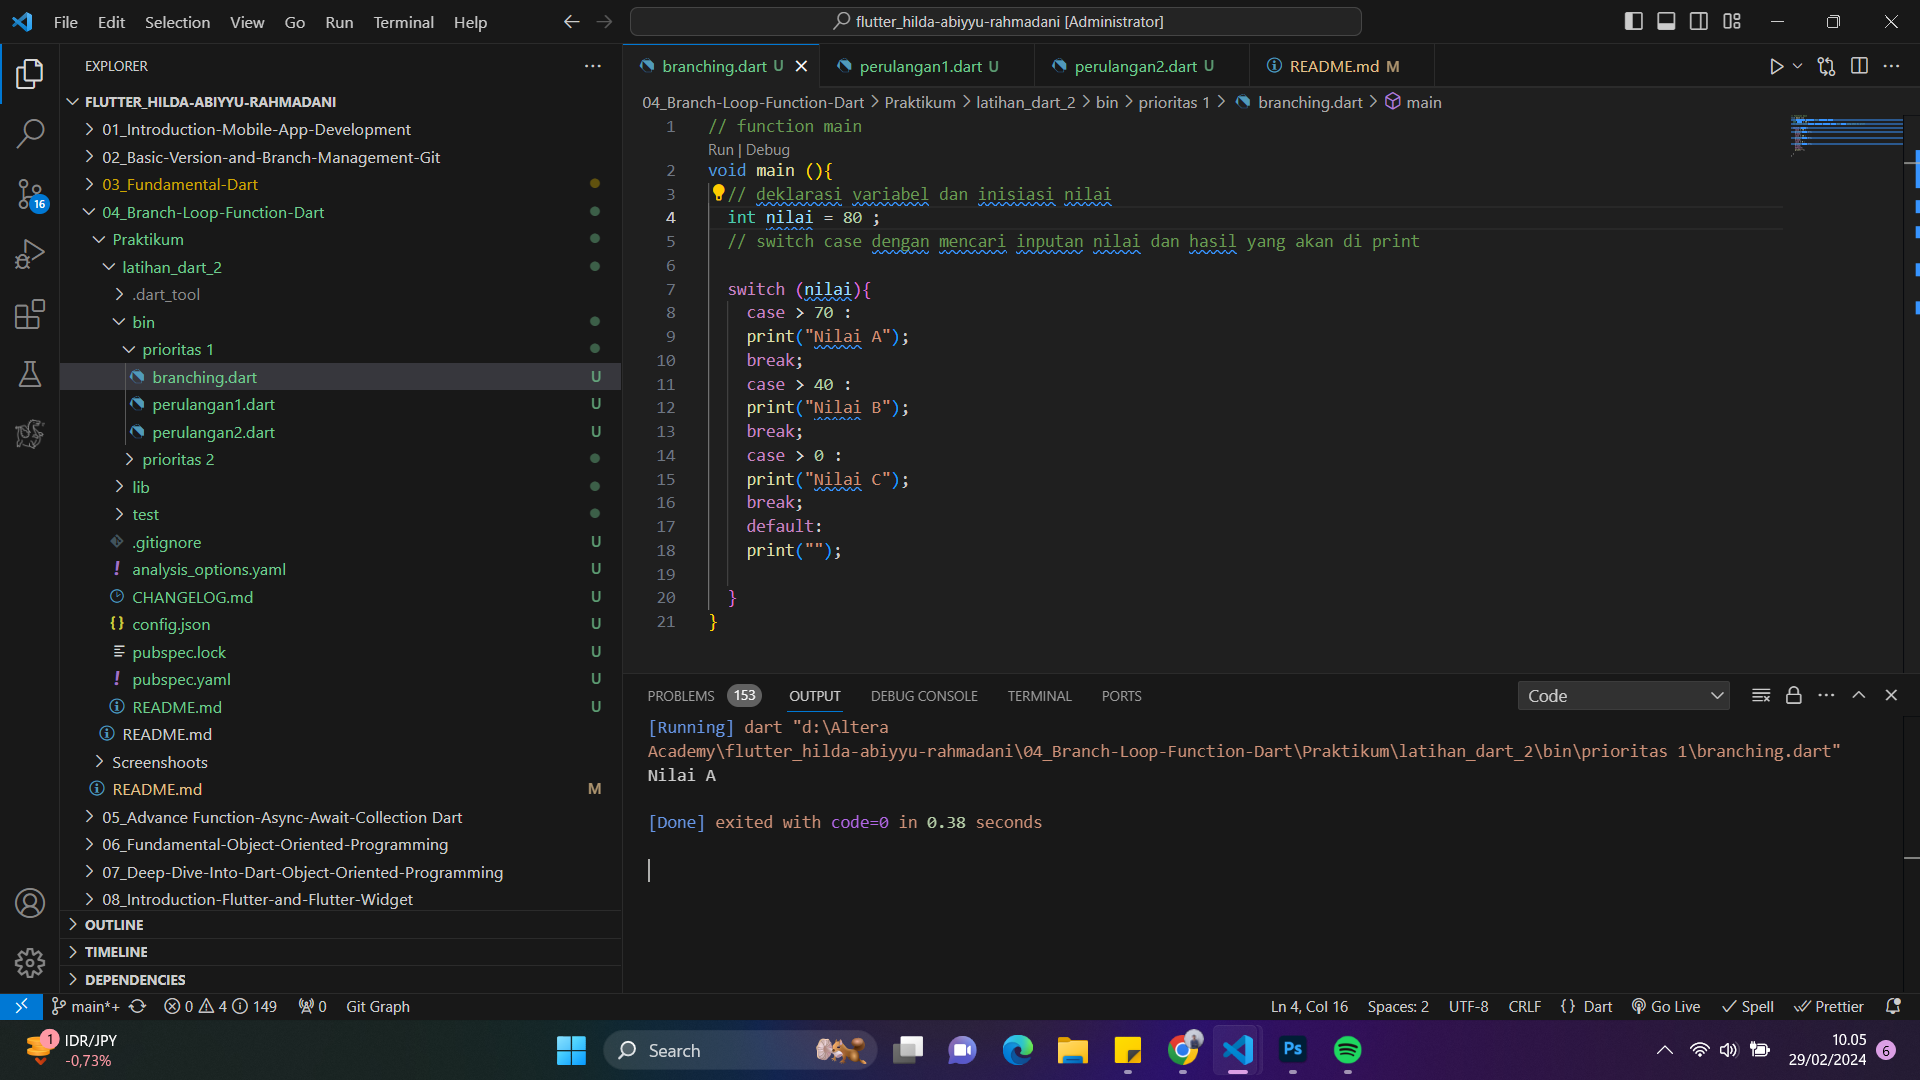 File Edit Selection View Go Run Terminal Help
flutter_hilda-abiyyu-rahmadani [Administrator]
EXPLORER
FLUTTER_HILDA-ABIYYU-RAHMADANI
01_Introduction-Mobile-App-Development
02_Basic-Version-and-Branch-Management-Git
03_Fundamental-Dart
04_Branch-Loop-Function-Dart
Praktikum
latihan_dart_2
.dart_tool
bin
prioritas 1
branching.dart U
perulangan1.dart U
perulangan2.dart U
prioritas 2
lib
test
.gitignore U
! analysis_options.yaml U
CHANGELOG.md U
{} config.json U
pubspec.lock U
! pubspec.yaml U
README.md U
README.md
Screenshoots
README.md M
05_Advance Function-Async-Await-Collection Dart
06_Fundamental-Object-Oriented-Programming
07_Deep-Dive-Into-Dart-Object-Oriented-Programming
08_Introduction-Flutter-and-Flutter-Widget
OUTLINE
TIMELINE
DEPENDENCIES
16
branching.dart U perulangan1.dart U perulangan2.dart U README.md M
04_Branch-Loop-Function-Dart > Praktikum > latihan_dart_2 > bin > prioritas 1 > branching.dart > main
1 // function main
Run | Debug
2 void main (){
3 // deklarasi variabel dan inisiasi nilai
4 int nilai = 80 ;
5 // switch case dengan mencari inputan nilai dan hasil yang akan di print
6
7 switch (nilai){
8 case > 70 :
9 print("Nilai A");
10 break;
11 case > 40 :
12 print("Nilai B");
13 break;
14 case > 0 :
15 print("Nilai C");
16 break;
17 default:
18 print("");
19
20 }
21 }
PROBLEMS 153 OUTPUT DEBUG CONSOLE TERMINAL PORTS Code
[Running] dart "d:\Altera
Academy\flutter_hilda-abiyyu-rahmadani\04_Branch-Loop-Function-Dart\Praktikum\latihan_dart_2\bin\prioritas 1\branching.dart"
Nilai A
[Done] exited with code=0 in 0.38 seconds
main*+ 0 4 149 0 Git Graph Ln 4, Col 16 Spaces: 2 UTF-8 CRLF {} Dart Go Live Spell Prettier
1 IDR/JPY
-0,73%
Search
Ps
10.05
29/02/2024
6